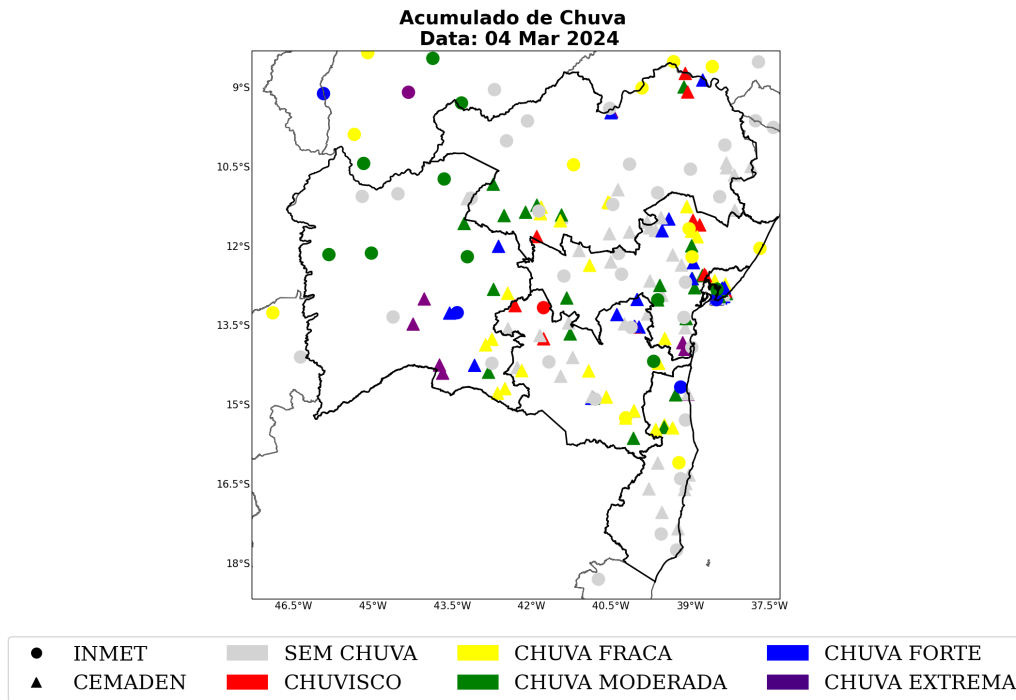 Acumulado de Chuva
Data: 04 Mar 2024
9°S
10.5°S
12°S
13.5°S
15°S
16.5°S
18°S
46.5°W 45°W 43.5°W 42°W 40.5°W 39°W 37.5°W
INMET SEM CHUVA CHUVA FRACA CHUVA FORTE
CEMADEN CHUVISCO CHUVA MODERADA CHUVA EXTREMA